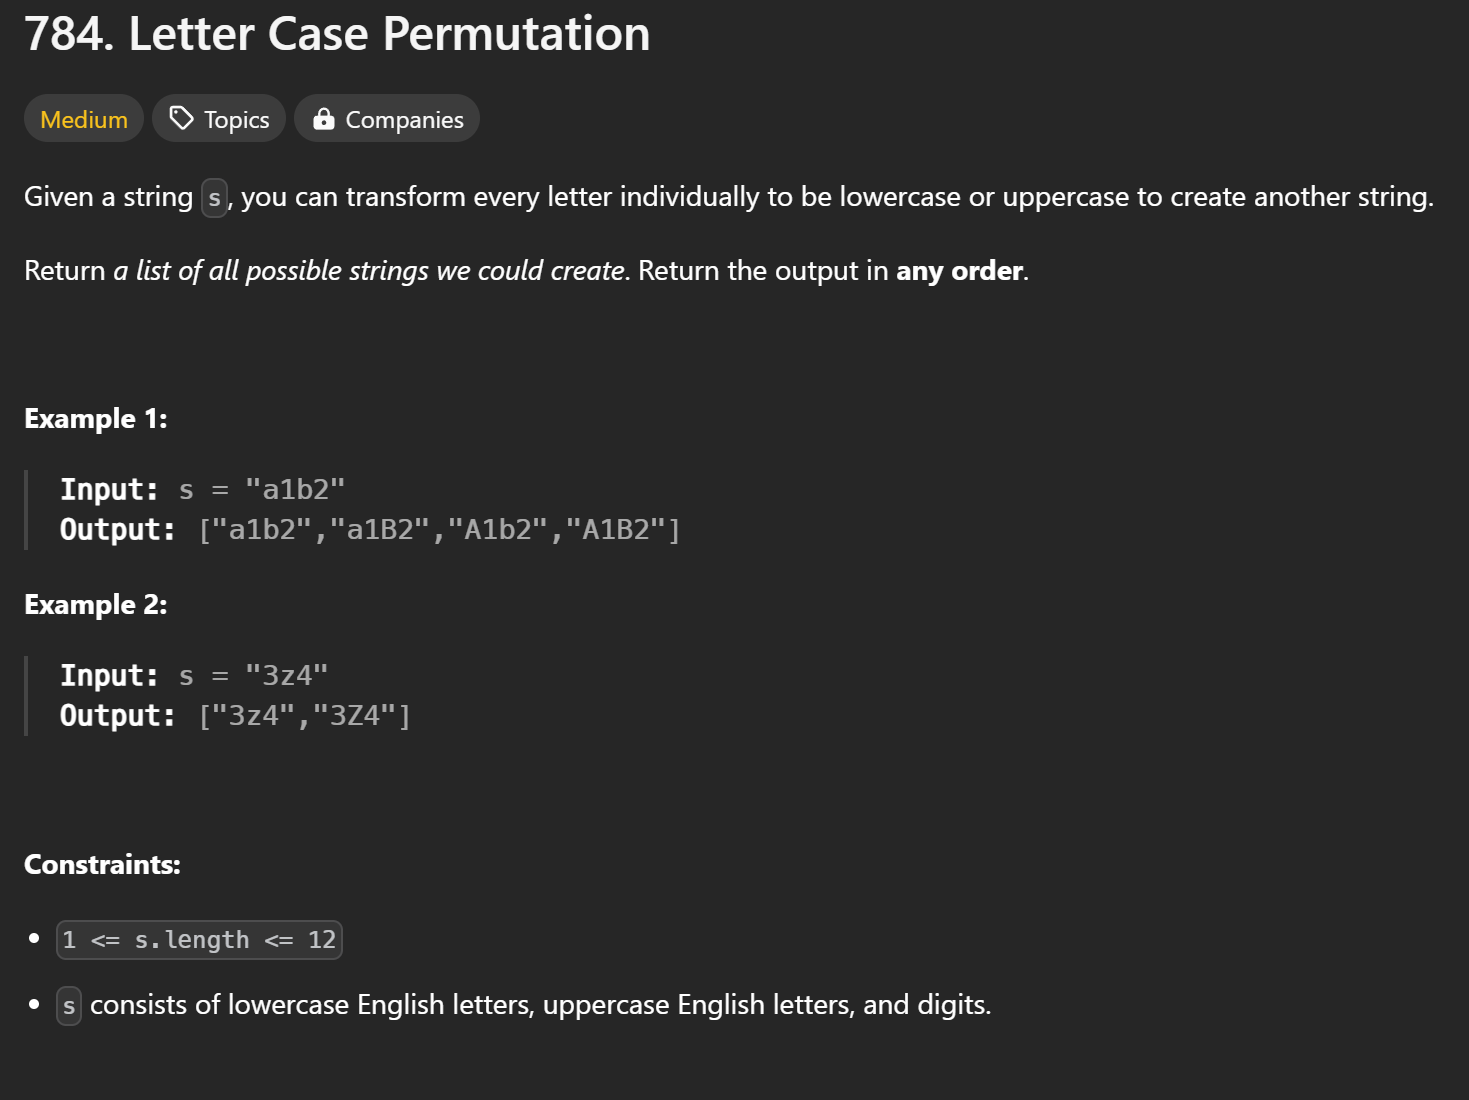 784. Letter Case Permutation
Medium Topics Companies
Given a string s, you can transform every letter individually to be lowercase or uppercase to create another string.
Return a list of all possible strings we could create. Return the output in any order.
Example 1:
Input: s = "a1b2"
Output: ["a1b2","a1B2","A1b2","A1B2"]
Example 2:
Input: s = "3z4"
Output: ["3z4","3Z4"]
Constraints:
• 1 <= s.length <= 12
• s consists of lowercase English letters, uppercase English letters, and digits.